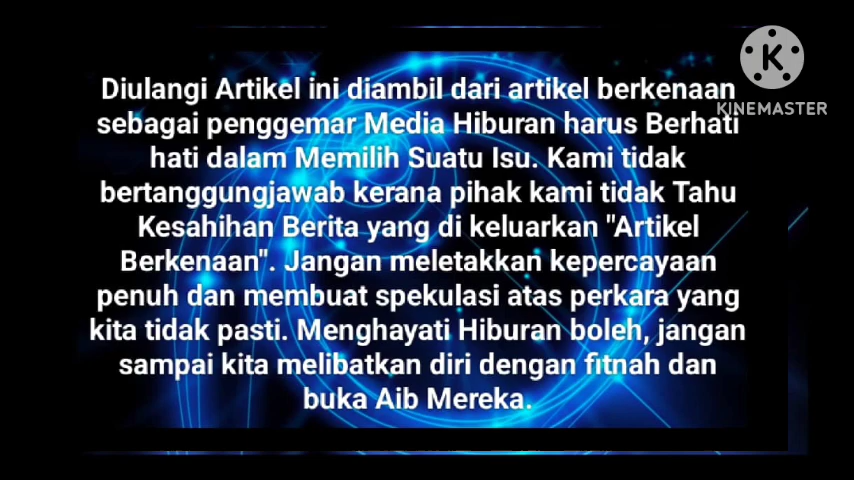 Diulangi Artikel ini diambil dari artikel berkenaan
sebagai penggemar Media Hiburan harus Berhati
hati dalam Memilih Suatu Isu. Kami tidak
bertanggungjawab kerana pihak kami tidak Tahu
Kesahihan Berita yang di keluarkan "Artikel
Berkenaan". Jangan meletakkan kepercayaan
penuh dan membuat spekulasi atas perkara yang
kita tidak pasti. Menghayati Hiburan boleh, jangan
sampai kita melibatkan diri dengan fitnah dan
buka Aib Mereka.
K
KINEMASTER